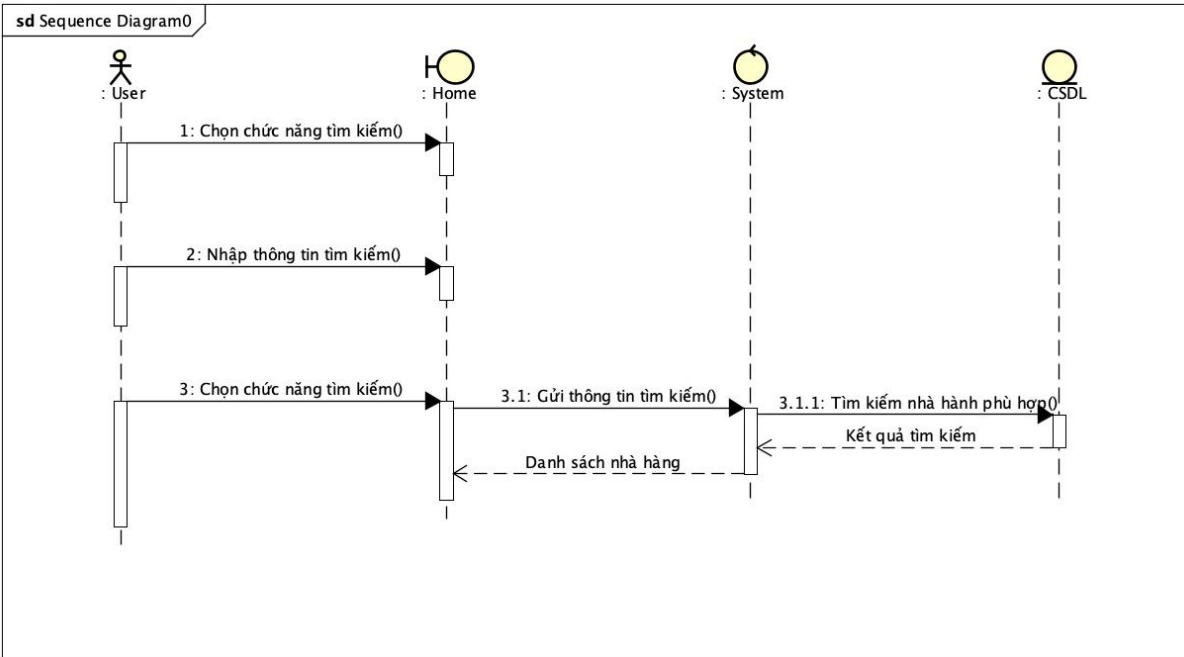 sd Sequence Diagram0
: User
: Home
: System
: CSDL
1: Chọn chức năng tìm kiếm()
2: Nhập thông tin tìm kiếm()
3: Chọn chức năng tìm kiếm()
3.1: Gửi thông tin tìm kiếm()
3.1.1: Tìm kiếm nhà hành phù hợp()
Kết quả tìm kiếm
Danh sách nhà hàng